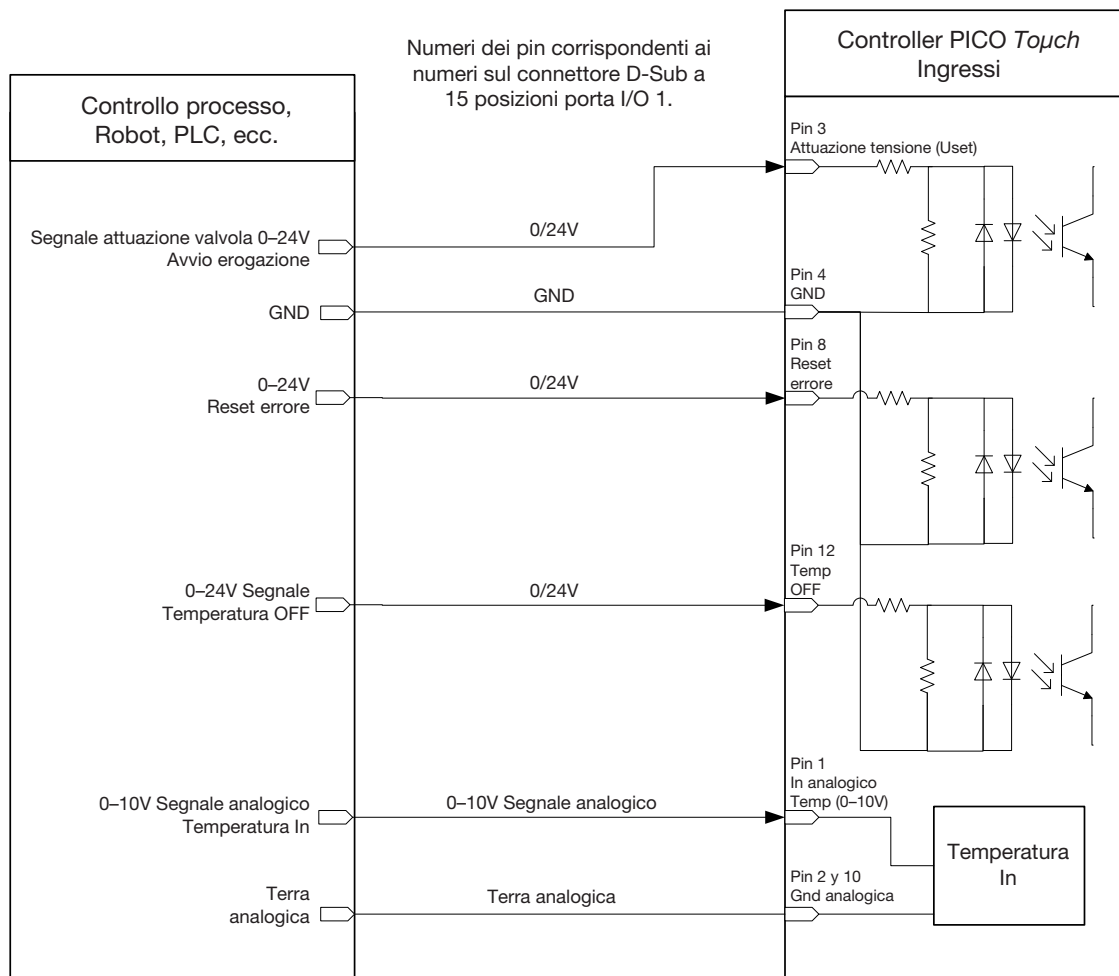 Numeri dei pin corrispondenti ai
numeri sul connettore D-Sub a
15 posizioni porta I/O 1.
Controller PICO Toµch
Ingressi
Controllo processo,
Robot, PLC, ecc.
Pin 3
Attuazione tensione (Uset)
Segnale attuazione valvola 0–24V
Avvio erogazione
0/24V
Pin 4
GND
GND
GND
Pin 8
Reset
errore
0–24V
Reset errore
0/24V
Pin 12
Temp
OFF
0–24V Segnale
Temperatura OFF
0/24V
Pin 1
In analogico
Temp (0–10V)
0–10V Segnale analogico
Temperatura In
0–10V Segnale analogico
Temperatura
In
Pin 2 y 10
Gnd analogica
Terra
analogica
Terra analogica